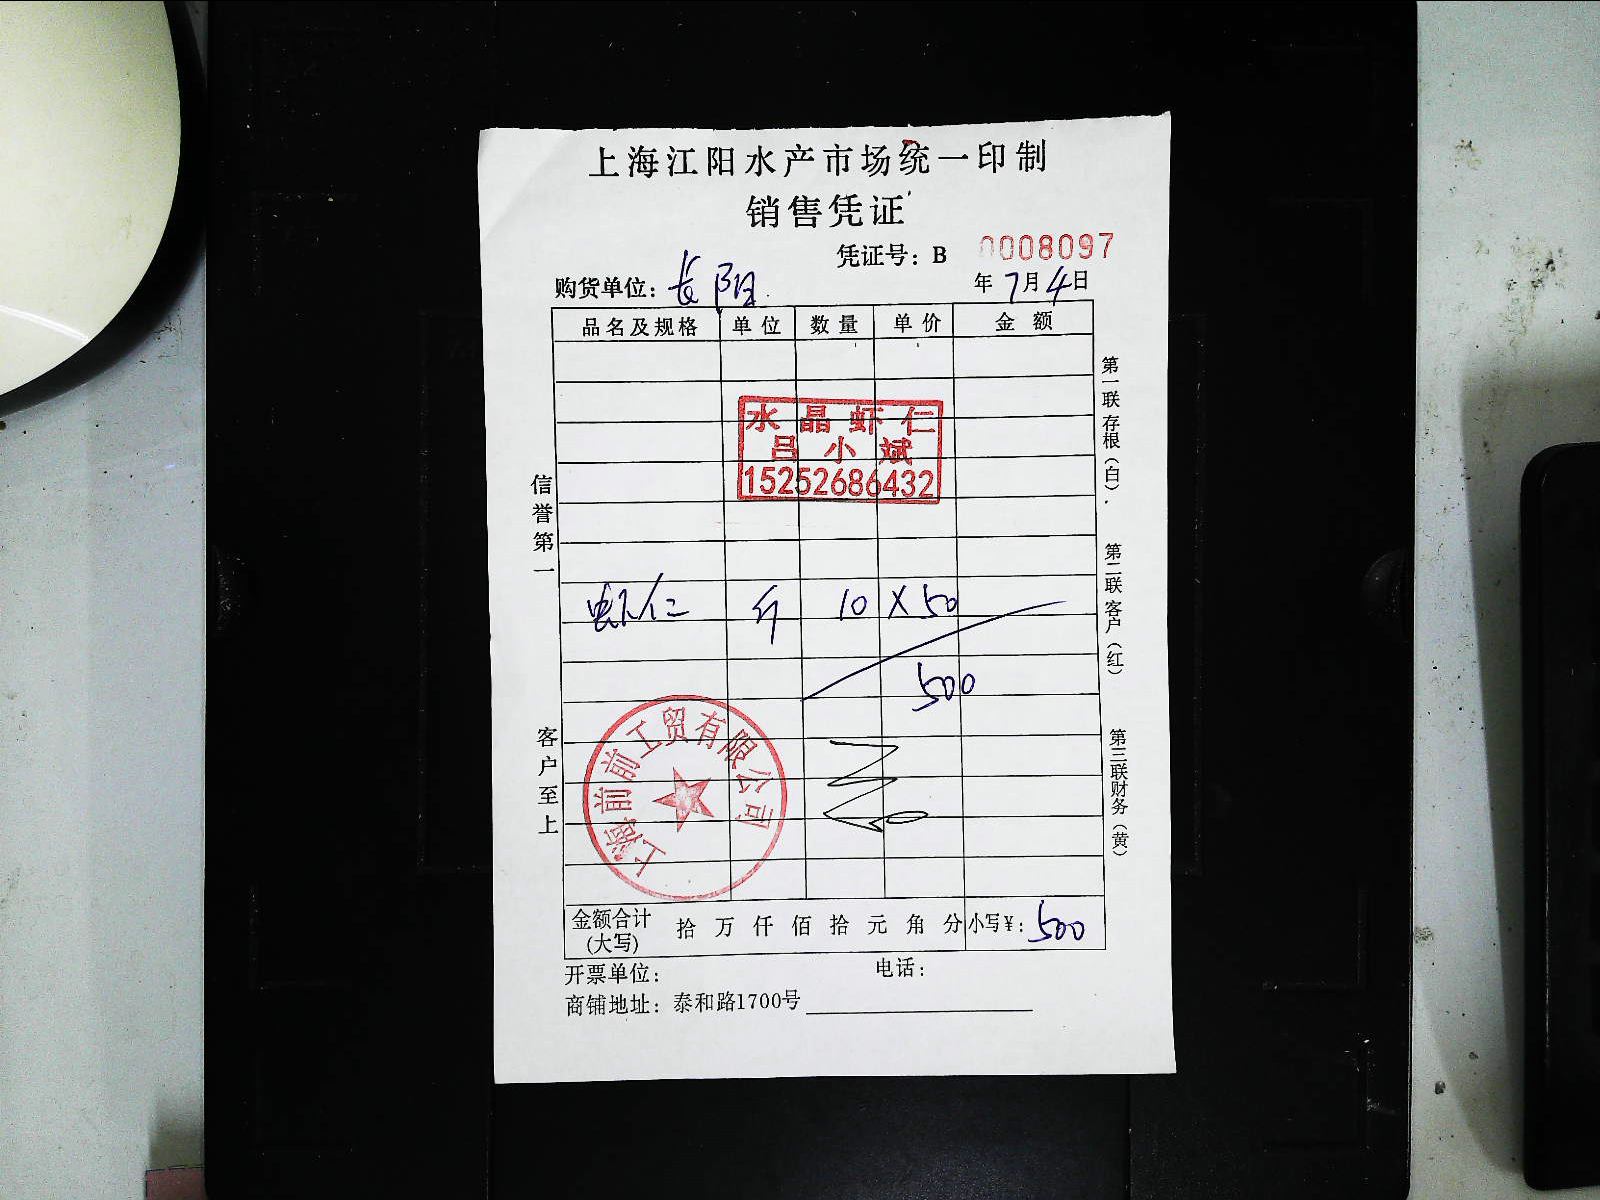 上海江阳水产市场统一印制
销售凭证
凭证号：B 0008097
购货单位：长阳 年7月4日
品名及规格 单位 数量 单价 金额
水晶虾仁
吕小斌
15252686432
虾仁 斤 10 X 50
500
上海前前工贸有限公司
金额合计(大写) 拾 万 仟 佰 拾 元 角 分 小写¥：500
开票单位： 电话：
商铺地址：泰和路1700号
信誉第一
客户至上
第一联存根（白）.
第二联客户（红）
第三联财务（黄）